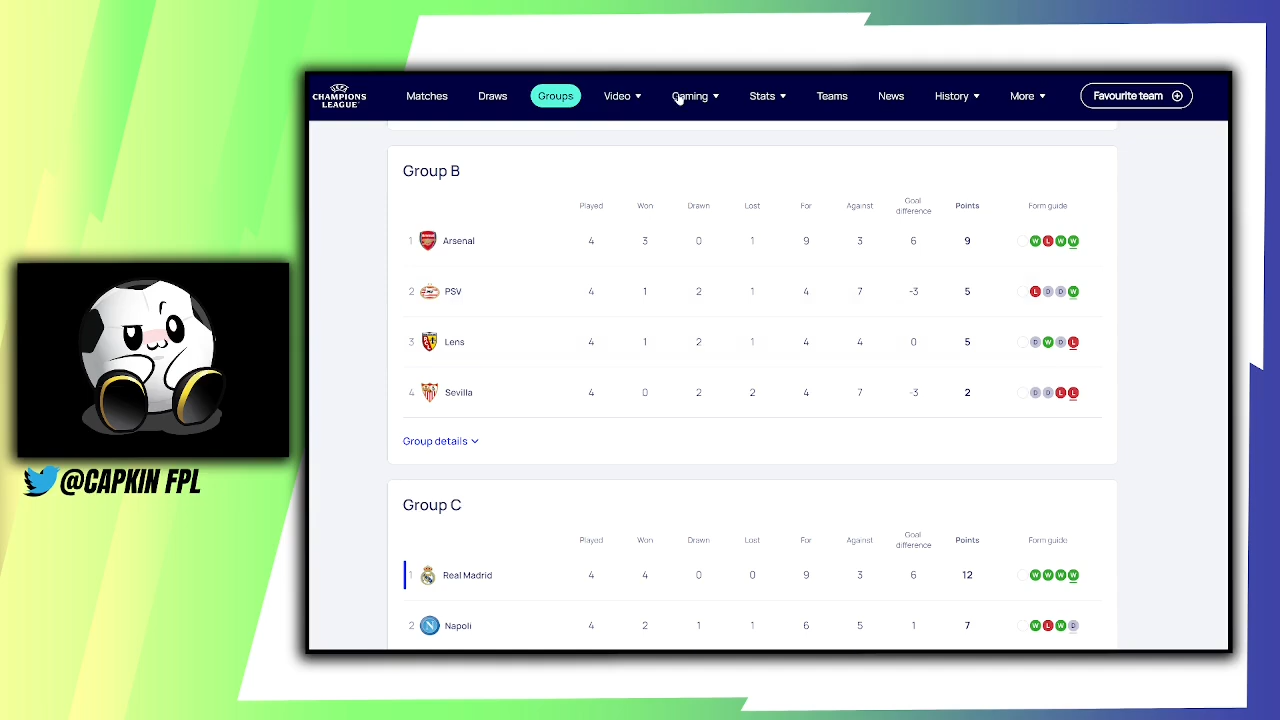 UEFA
CHAMPIONS
LEAGUE
Matches Draws Groups Video Gaming Stats Teams News History More Favourite team
Group B
Played Won Drawn Lost For Against Goal difference Points Form guide
1 Arsenal 4 3 0 1 9 3 6 9 W L W W
2 PSV 4 1 2 1 4 7 -3 5 L D D W
3 Lens 4 1 2 1 4 4 0 5 D W D L
4 Sevilla 4 0 2 2 4 7 -3 2 D D L L
Group details
@CAPKIN FPL
Group C
Played Won Drawn Lost For Against Goal difference Points Form guide
1 Real Madrid 4 4 0 0 9 3 6 12 W W W W
2 Napoli 4 2 1 1 6 5 1 7 W L W D